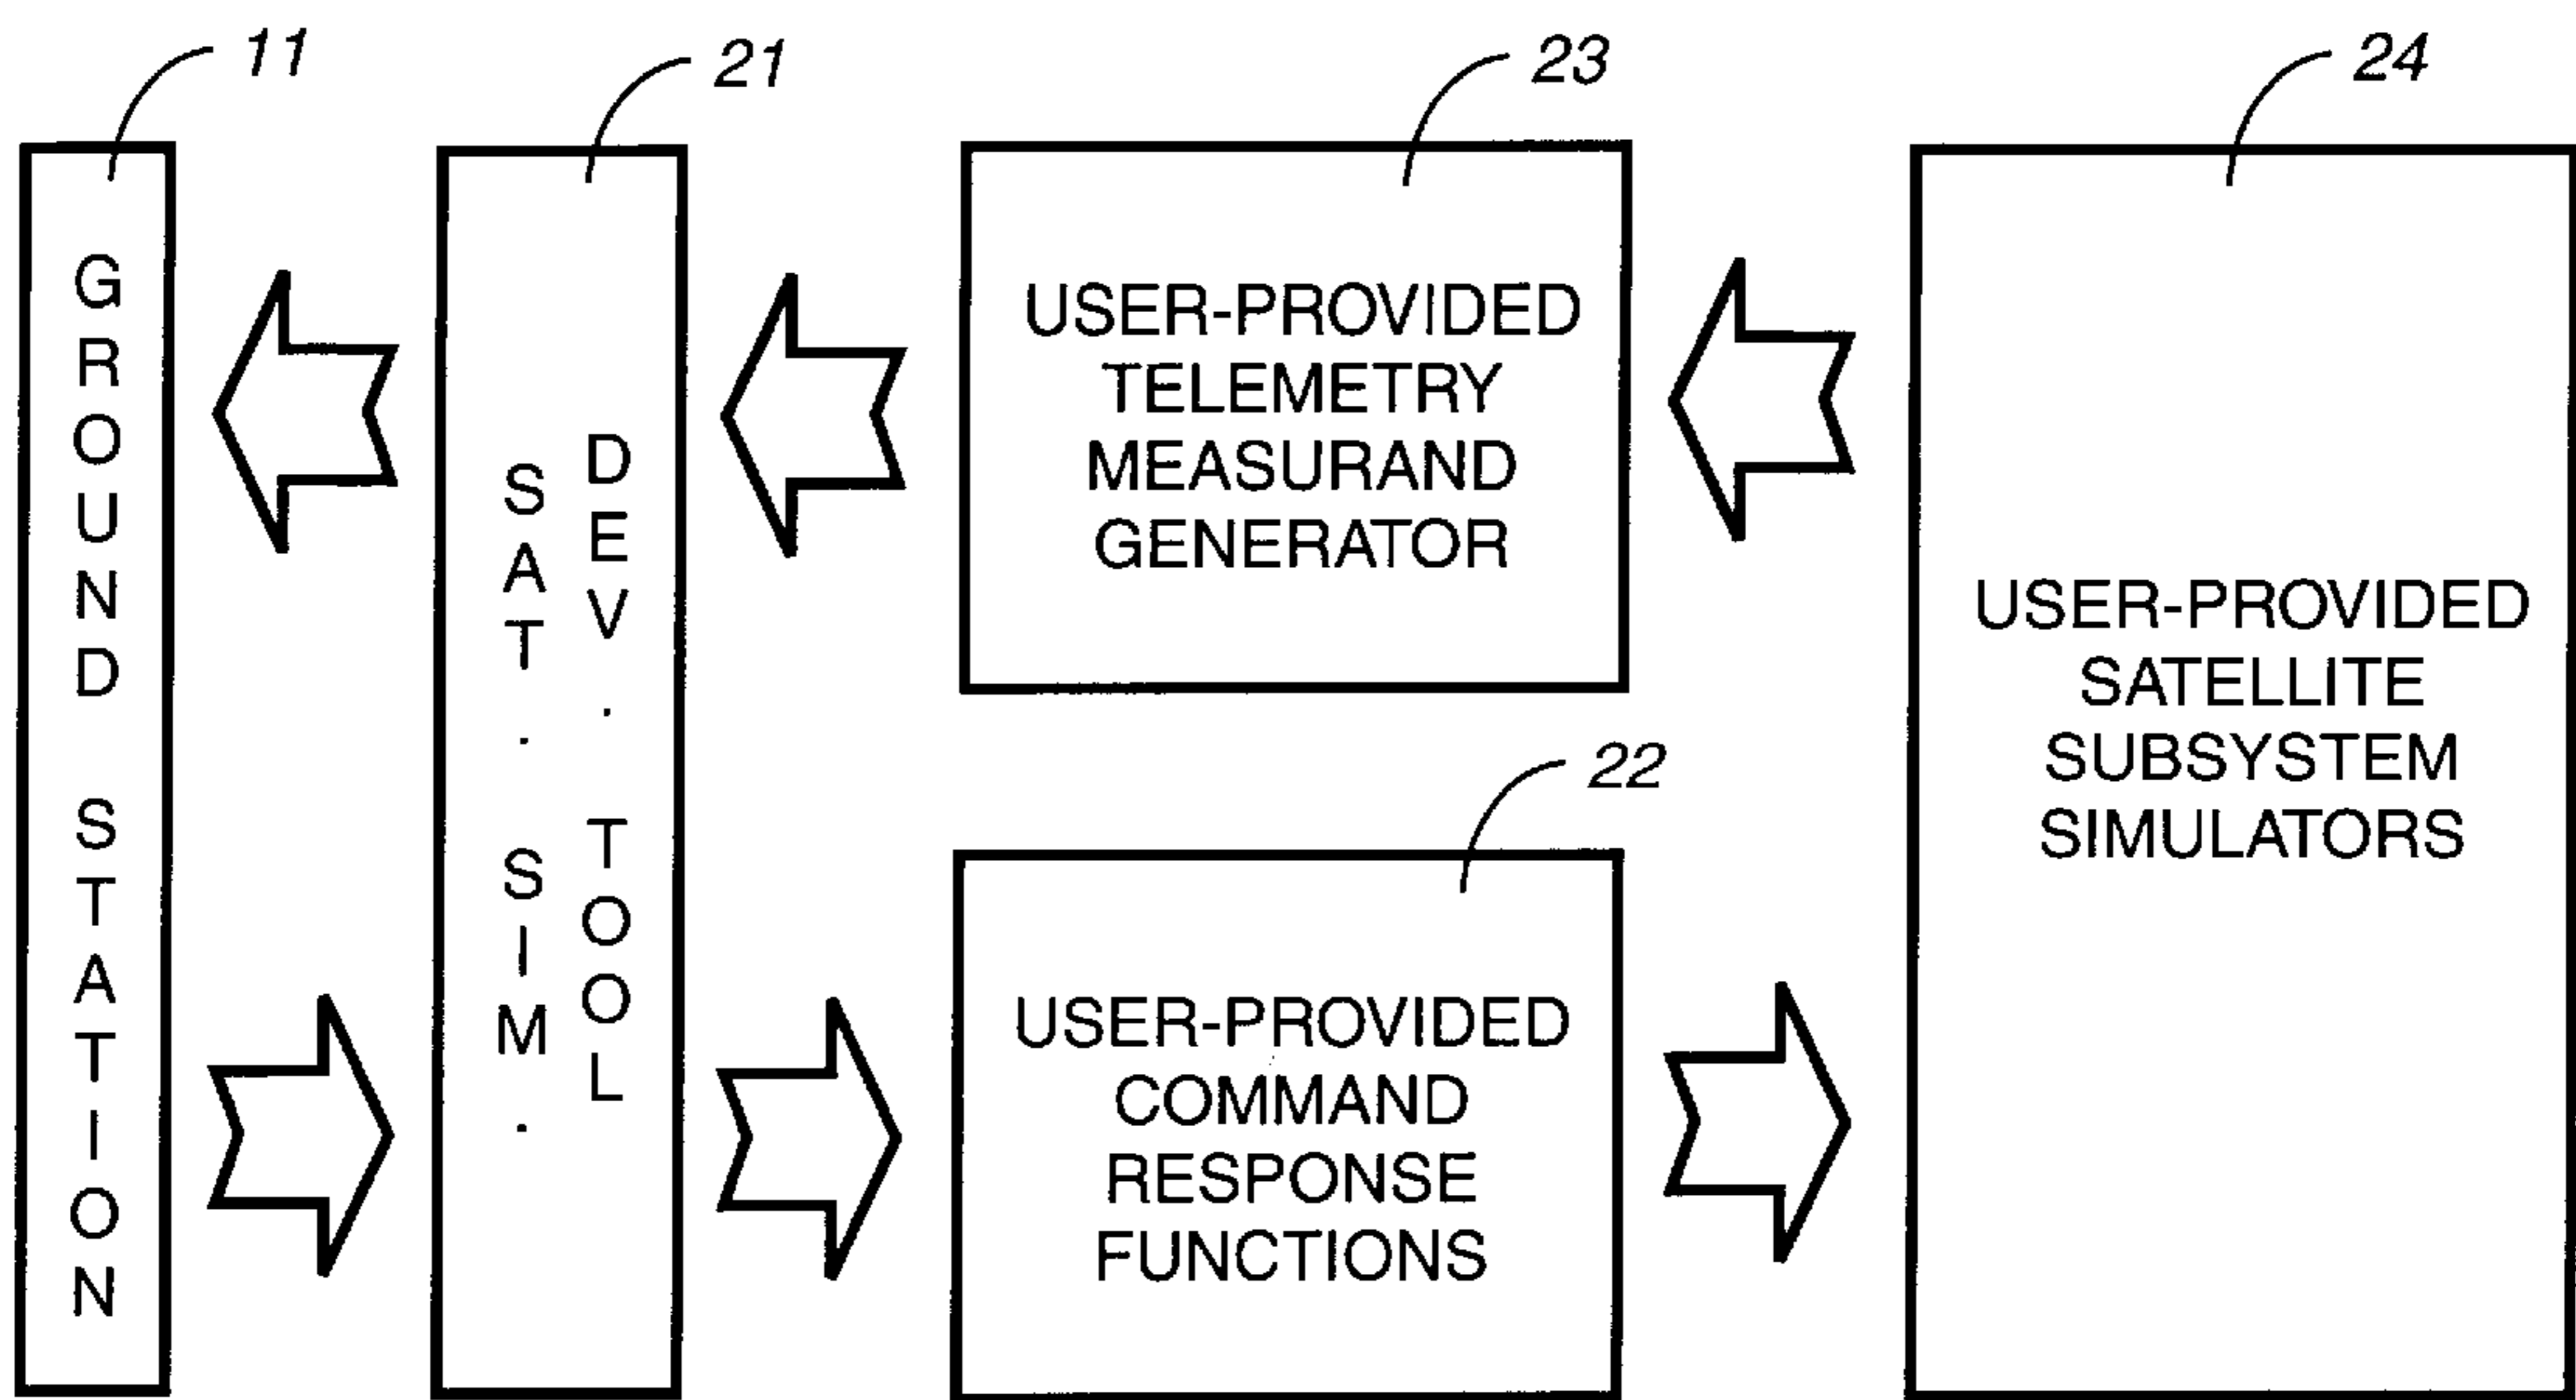 11
21
23
24
GROUND STATION
SAT. SIM.
DEV. TOOL
USER-PROVIDED
TELEMETRY
MEASURAND
GENERATOR
22
USER-PROVIDED
COMMAND
RESPONSE
FUNCTIONS
USER-PROVIDED
SATELLITE
SUBSYSTEM
SIMULATORS